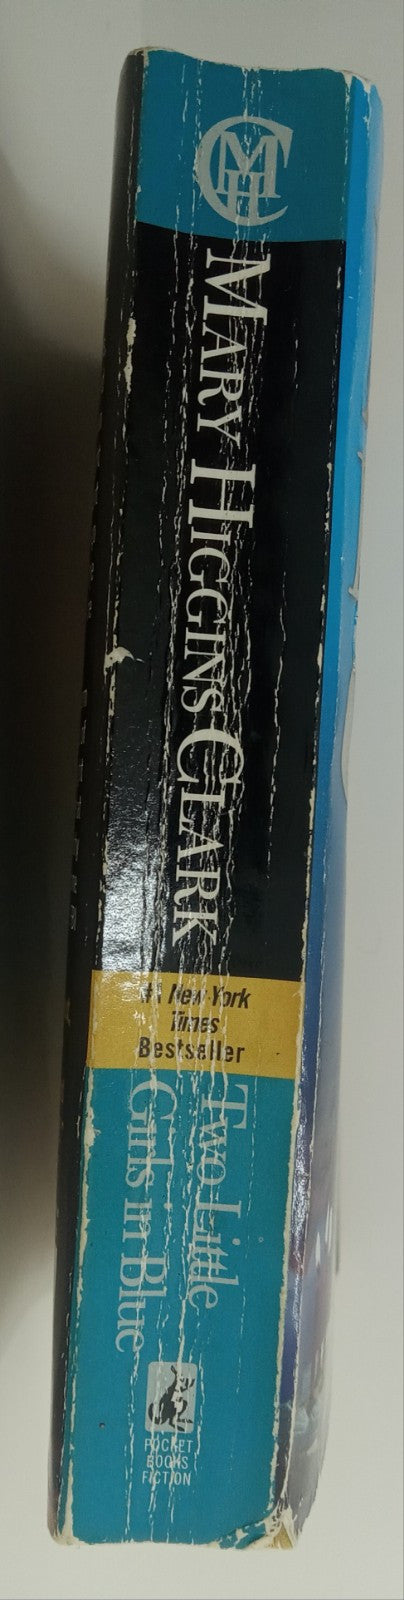 MHC
MARY HIGGINS CLARK
#1 New York
Times
Bestseller
Two Little
Girls in Blue
POCKET
BOOKS
FICTION